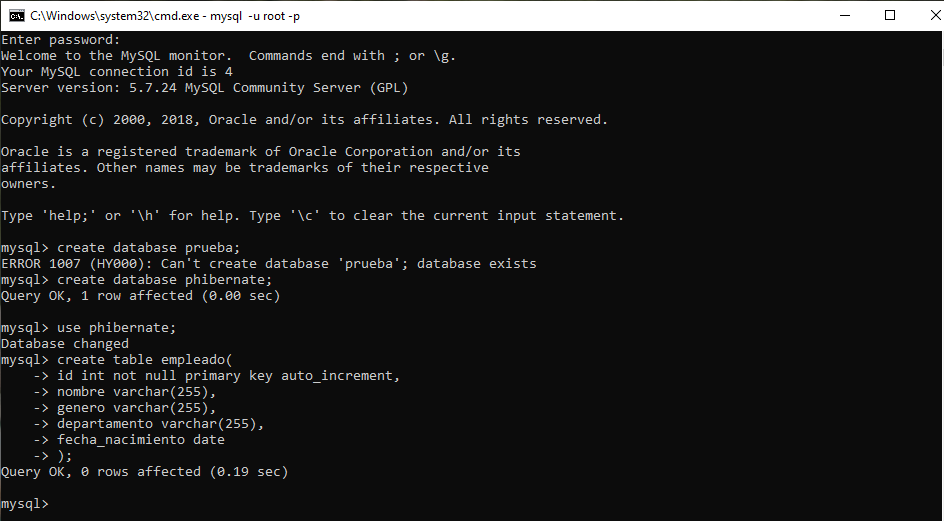 C:\Windows\system32\cmd.exe - mysql -u root -p
Enter password:
Welcome to the MySQL monitor.  Commands end with ; or \g.
Your MySQL connection id is 4
Server version: 5.7.24 MySQL Community Server (GPL)
Copyright (c) 2000, 2018, Oracle and/or its affiliates. All rights reserved.
Oracle is a registered trademark of Oracle Corporation and/or its
affiliates. Other names may be trademarks of their respective
owners.
Type 'help;' or '\h' for help. Type '\c' to clear the current input statement.
mysql> create database prueba;
ERROR 1007 (HY000): Can't create database 'prueba'; database exists
mysql> create database phibernate;
Query OK, 1 row affected (0.00 sec)
mysql> use phibernate;
Database changed
mysql> create table empleado(
    -> id int not null primary key auto_increment,
    -> nombre varchar(255),
    -> genero varchar(255),
    -> departamento varchar(255),
    -> fecha_nacimiento date
    -> );
Query OK, 0 rows affected (0.19 sec)
mysql>